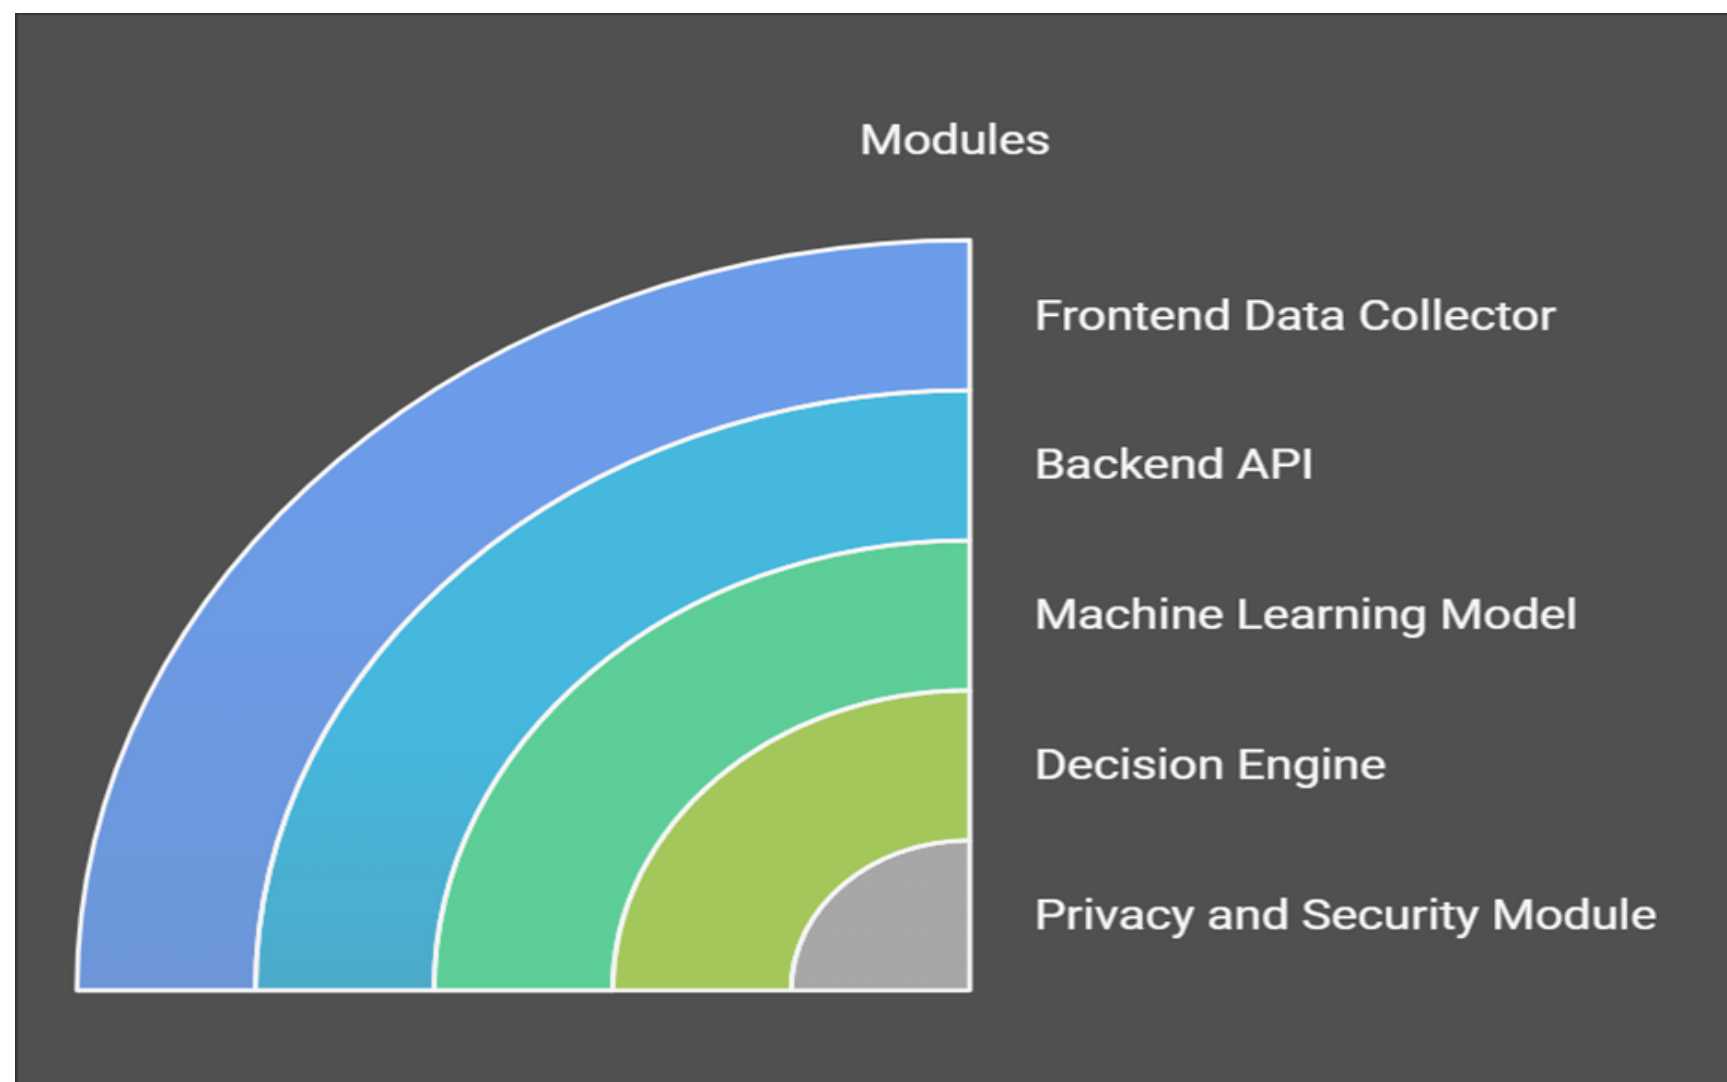 Modules
Frontend Data Collector
Backend API
Machine Learning Model
Decision Engine
Privacy and Security Module